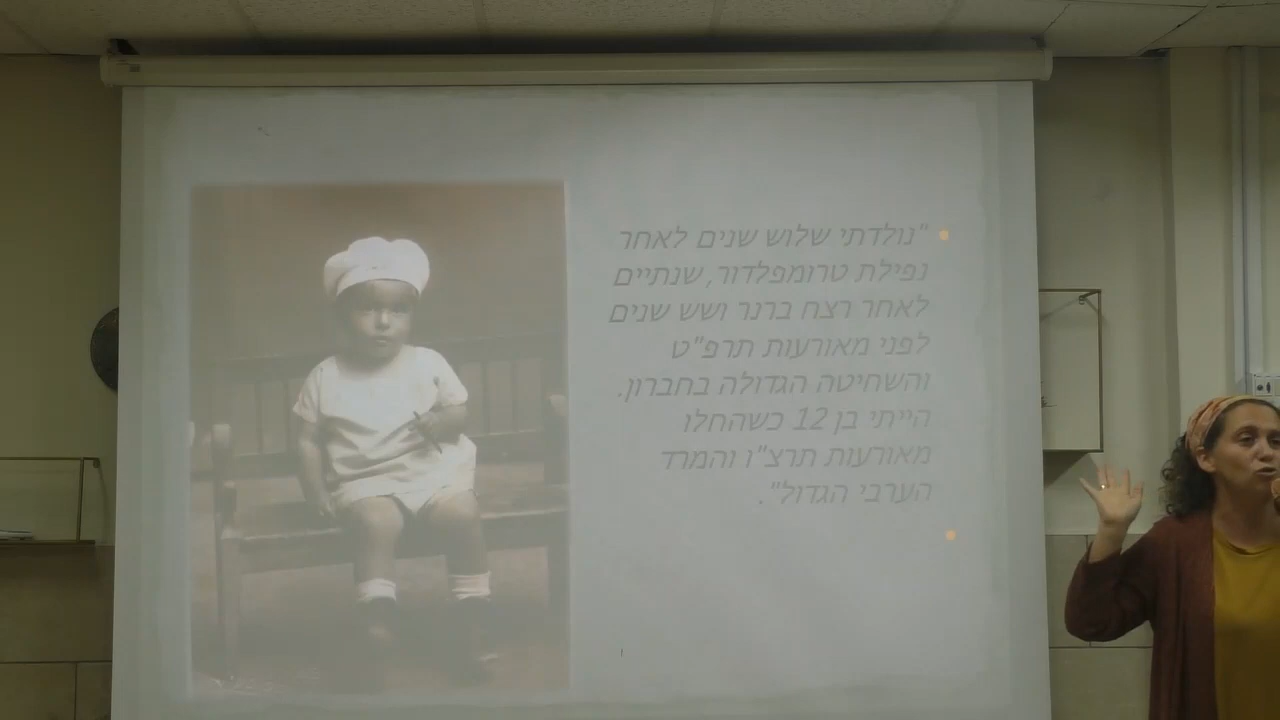 "נולדתי שלוש שנים לאחר
נפילת טרומפלדור, שנתיים
לאחר רצח ברנר ושש שנים
לפני מאורעות תרפ"ט
והשחיטה הגדולה בחברון.
הייתי בן 12 כשהחלו
מאורעות תרצ"ו והמרד
הערבי הגדול".